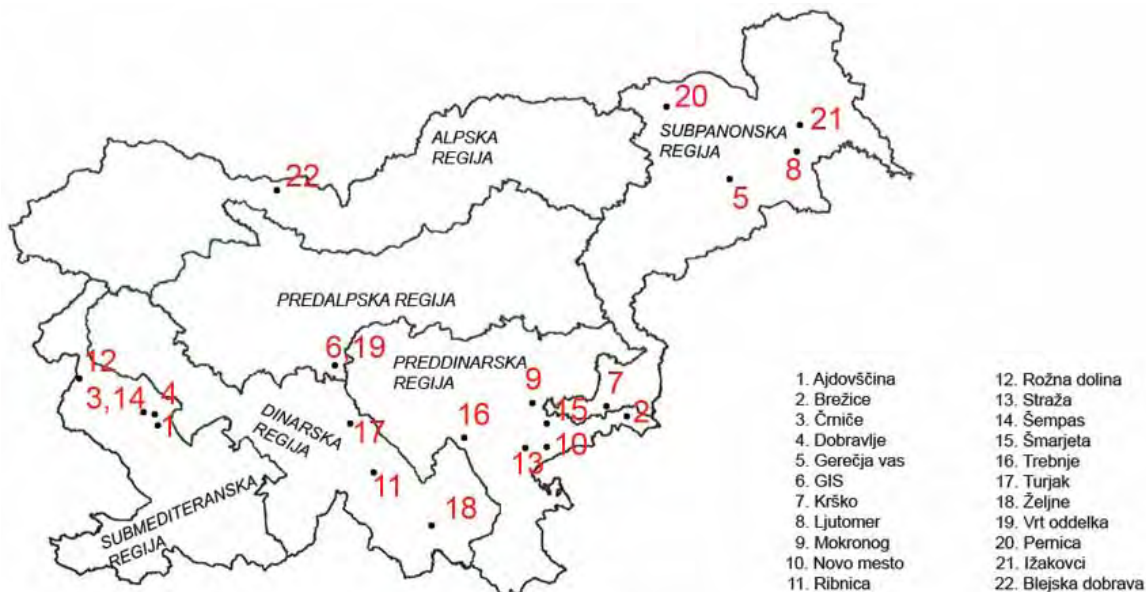 20
ALPSKA
REGIJA
SUBPANONSKA
REGIJA
21
22
8
5
PREDALPSKA REGIJA
6, 19
PREDDINARSKA
REGIJA
12
3,14
4
1
9
7
15
2
DINARSKA
REGIJA
17
16
10
13
11
18
SUBMEDITERANSKA
REGIJA
1. Ajdovščina
2. Brežice
3. Črniče
4. Dobravlje
5. Gerečja vas
6. GIS
7. Krško
8. Ljutomer
9. Mokronog
10. Novo mesto
11. Ribnica
12. Rožna dolina
13. Straža
14. Šempas
15. Šmarjeta
16. Trebnje
17. Turjak
18. Željne
19. Vrt oddelka
20. Pernica
21. Ižakovci
22. Blejska dobrava